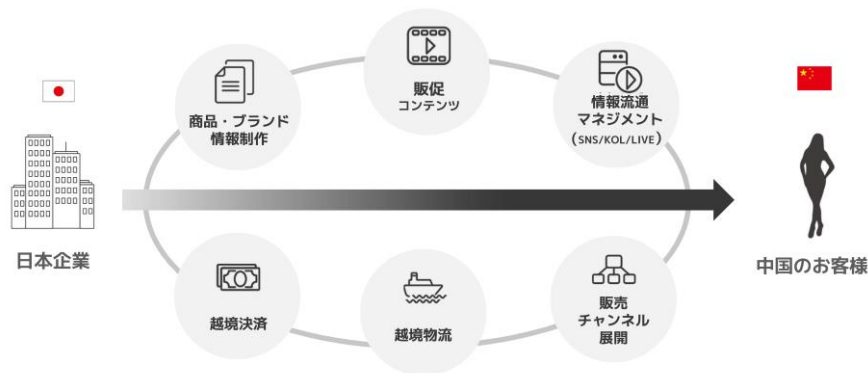 商品・ブランド
情報制作
販促
コンテンツ
情報流通
マネジメント
(SNS/KOL/LIVE)
日本企業
中国のお客様
越境決済
越境物流
販売
チャンネル
展開